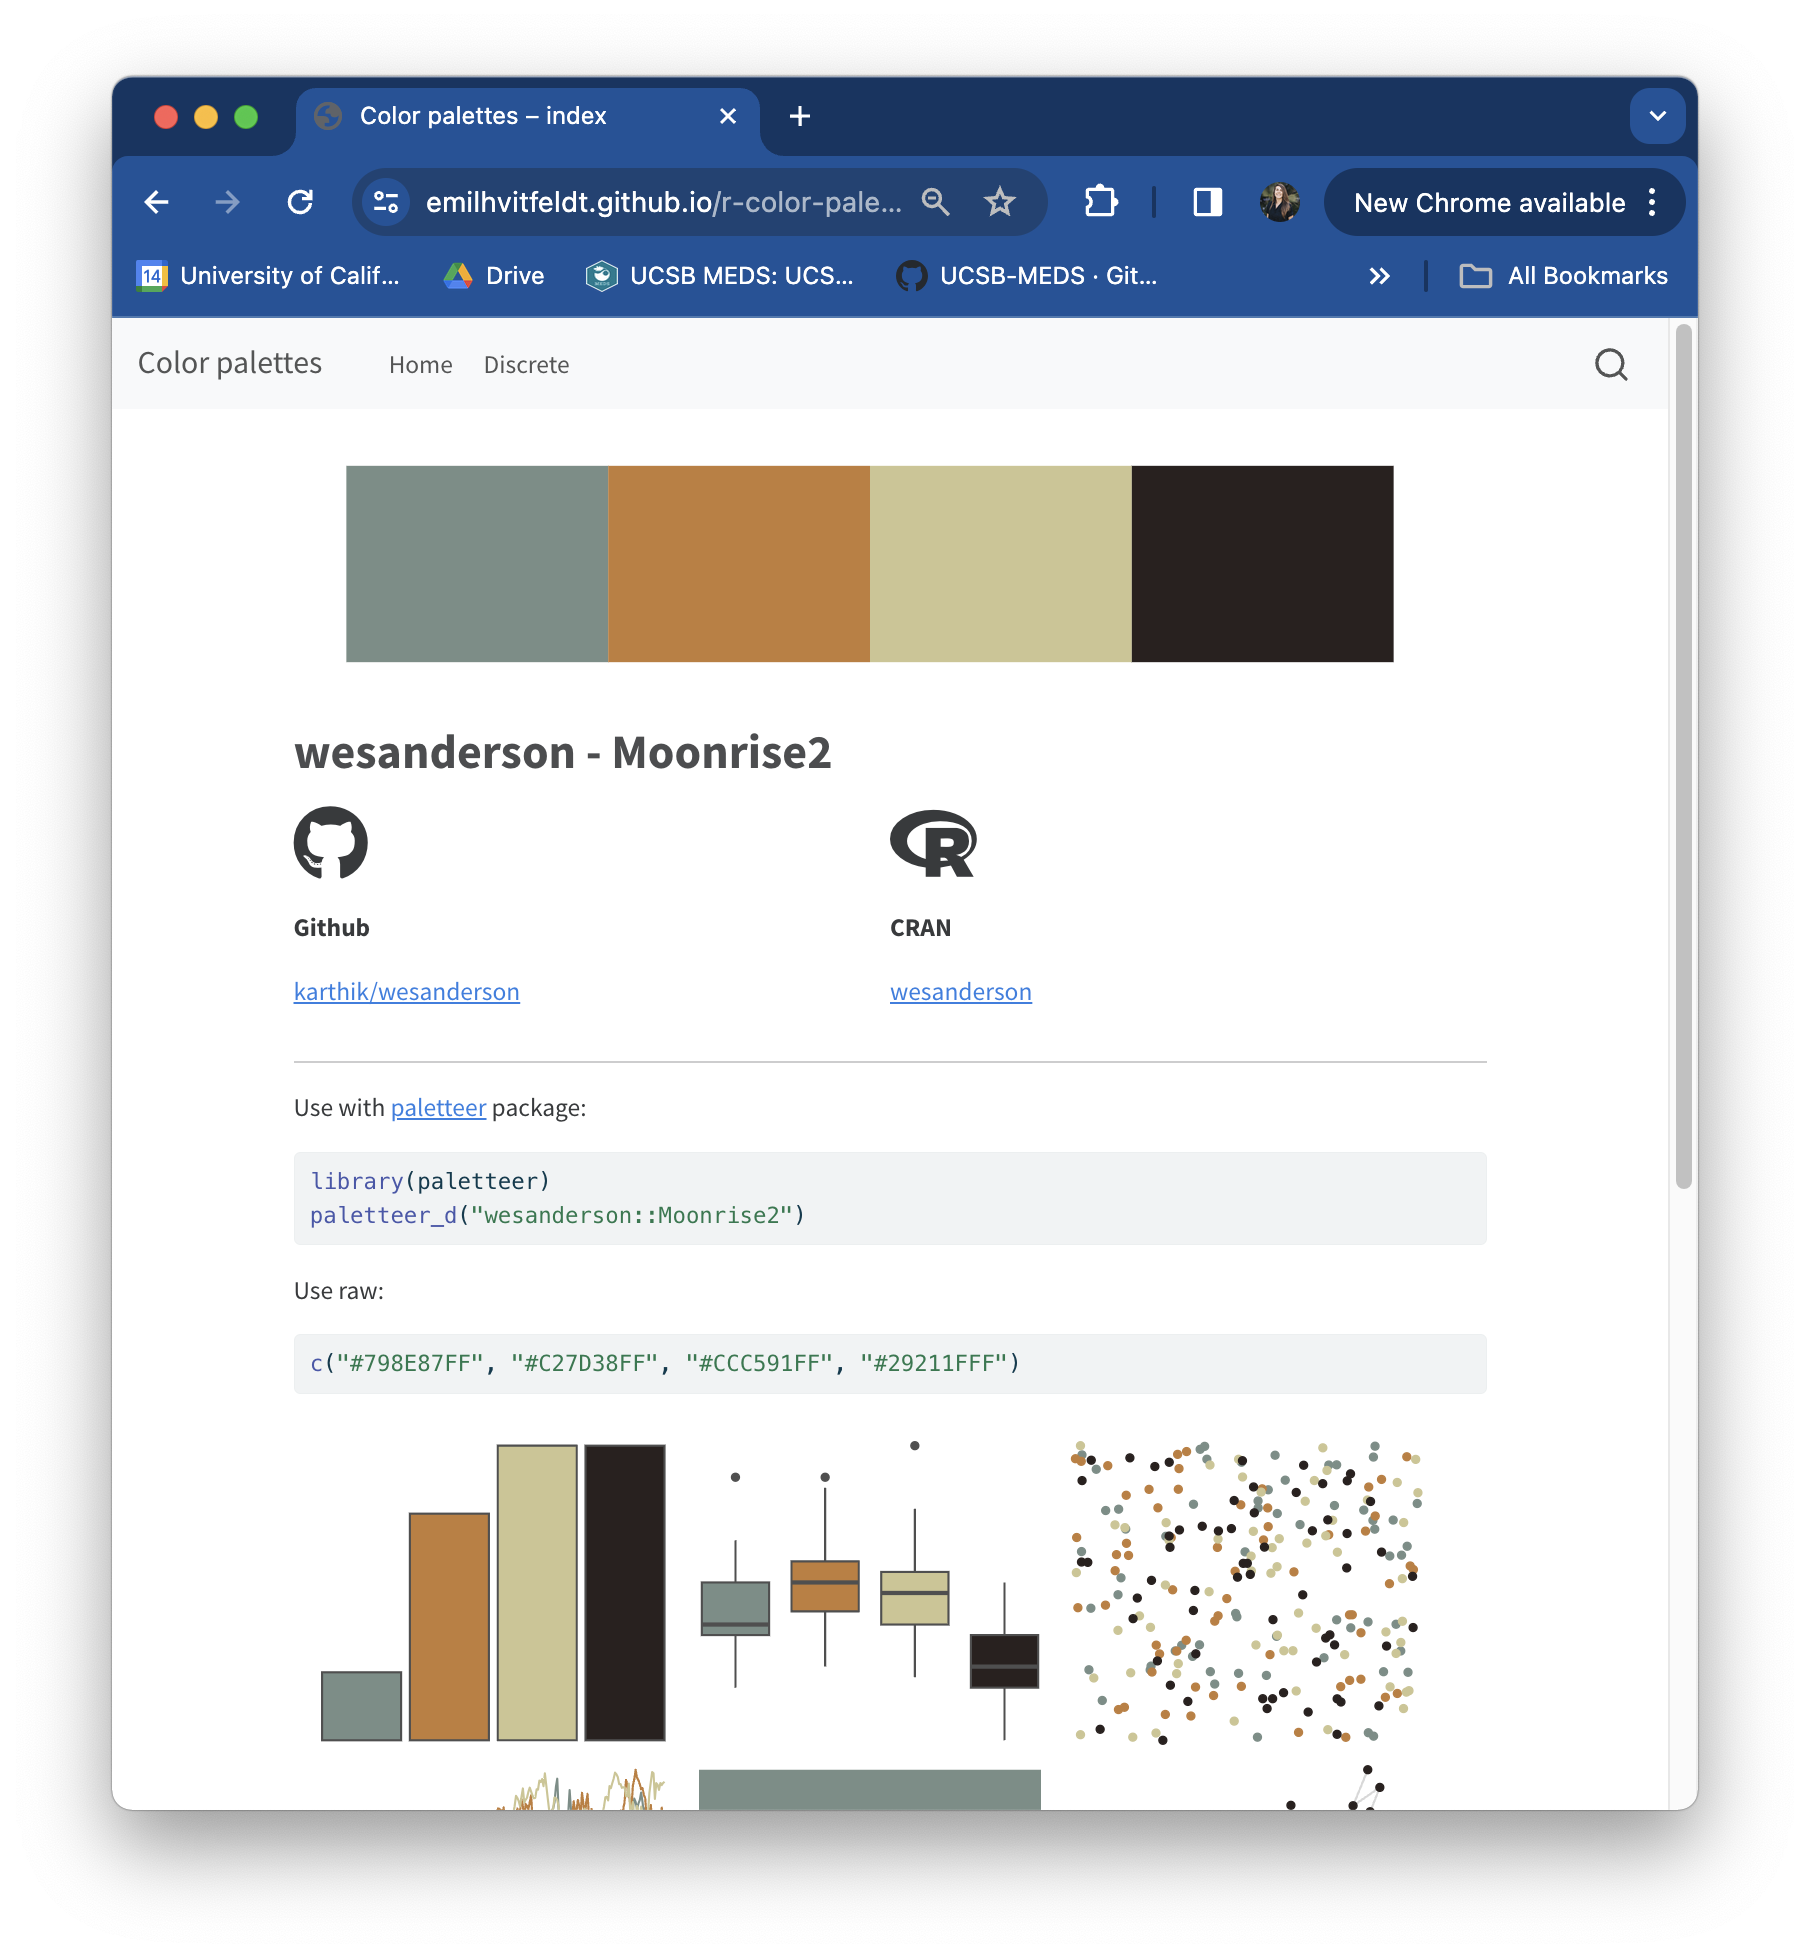 Color palettes – index
emilhvitfeldt.github.io/r-color-pale...
New Chrome available
14
University of Calif...
Drive
UCSB MEDS: UCS...
UCSB-MEDS · Git...
All Bookmarks
Color palettes
Home
Discrete
wesanderson - Moonrise2
Github
CRAN
karthik/wesanderson
wesanderson
Use with paletteer package:
library(paletteer)
paletteer_d("wesanderson::Moonrise2")
Use raw:
c("#798E87FF", "#C27D38FF", "#CCC591FF", "#29211FFF")